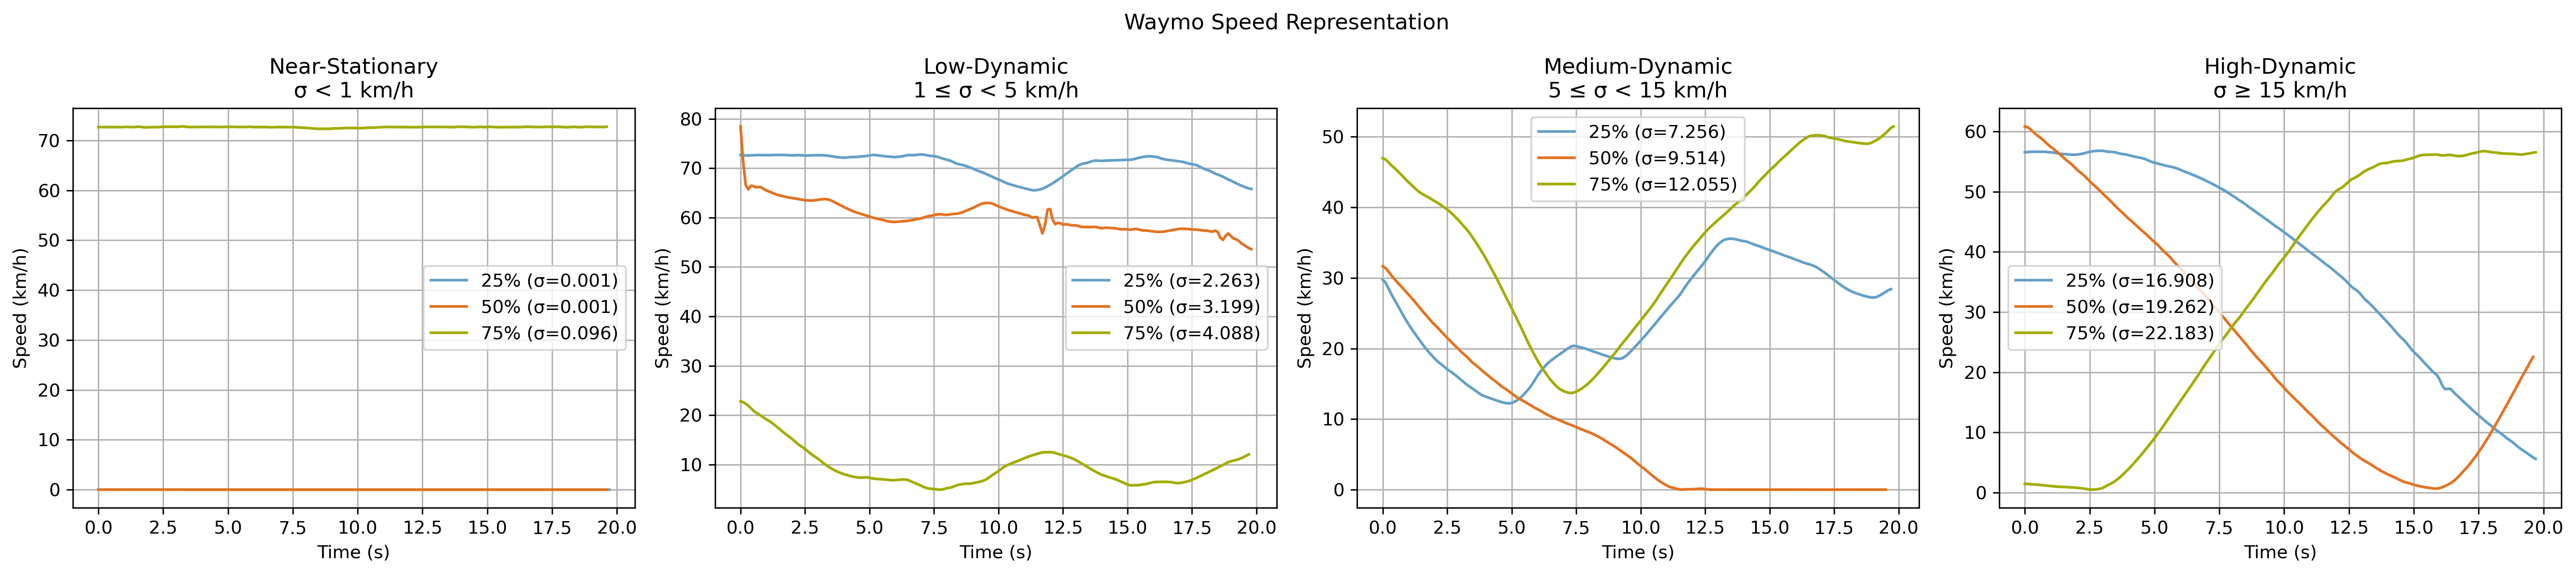 Waymo Speed Representation
Near-Stationary
σ < 1 km/h
Speed (km/h)
70
60
50
40
30
20
10
0
25% (σ=0.001)
50% (σ=0.001)
75% (σ=0.096)
0.0 2.5 5.0 7.5 10.0 12.5 15.0 17.5 20.0
Time (s)
Low-Dynamic
1 ≤ σ < 5 km/h
Speed (km/h)
80
70
60
50
40
30
20
10
25% (σ=2.263)
50% (σ=3.199)
75% (σ=4.088)
0.0 2.5 5.0 7.5 10.0 12.5 15.0 17.5 20.0
Time (s)
Medium-Dynamic
5 ≤ σ < 15 km/h
Speed (km/h)
50
40
30
20
10
0
25% (σ=7.256)
50% (σ=9.514)
75% (σ=12.055)
0.0 2.5 5.0 7.5 10.0 12.5 15.0 17.5 20.0
Time (s)
High-Dynamic
σ ≥ 15 km/h
Speed (km/h)
60
50
40
30
20
10
0
25% (σ=16.908)
50% (σ=19.262)
75% (σ=22.183)
0.0 2.5 5.0 7.5 10.0 12.5 15.0 17.5 20.0
Time (s)